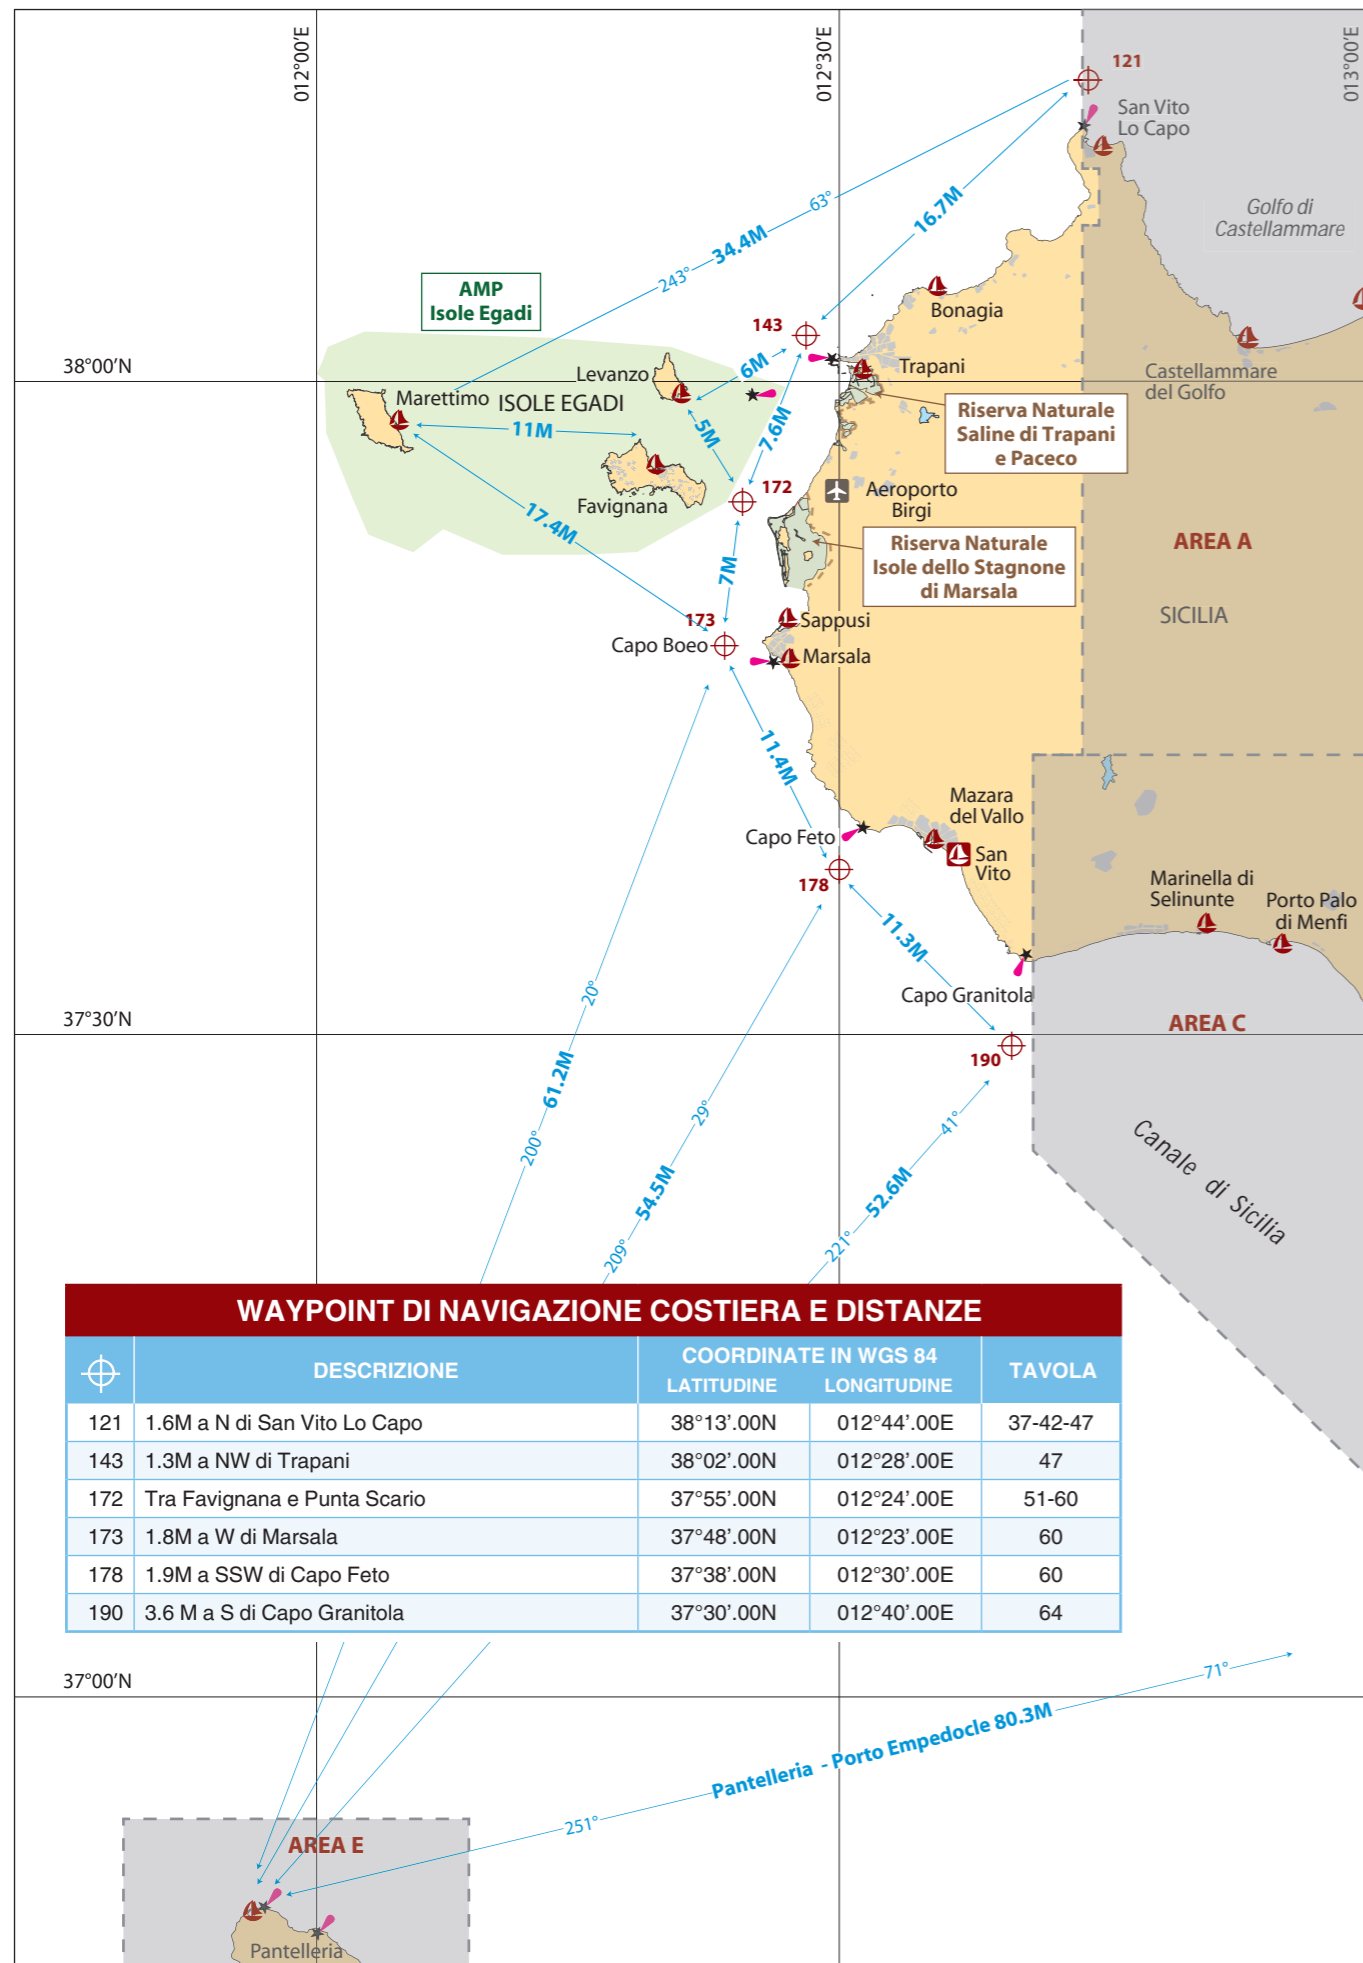 012°00'E
012°30'E
013°00'E
121
San Vito
Lo Capo
Golfo di
Castellammare
63°
34.4M
243°
16.7M
AMP
Isole Egadi
143
Bonagia
38°00'N
Levanzo
6M
Trapani
Castellammare
del Golfo
Marettimo
ISOLE EGADI
11M
5M
7.6M
Riserva Naturale
Saline di Trapani
e Paceco
Favignana
172
Aeroporto
Birgi
17.4M
7M
Riserva Naturale
Isole dello Stagnone
di Marsala
AREA A
SICILIA
173
Sappusi
Capo Boeo
Marsala
11.4M
Mazara
del Vallo
Capo Feto
San
Vito
178
Marinella di
Selinunte
Porto Palo
di Menfi
11.3M
Capo Granitola
20°
37°30'N
AREA C
190
61.2M
29°
41°
200°
54.5M
52.6M
209°
221°
Canale di Sicilia
WAYPOINT DI NAVIGAZIONE COSTIERA E DISTANZE
DESCRIZIONE COORDINATE IN WGS 84 TAVOLA
LATITUDINE LONGITUDINE
121 1.6M a N di San Vito Lo Capo 38°13'.00N 012°44'.00E 37-42-47
143 1.3M a NW di Trapani 38°02'.00N 012°28'.00E 47
172 Tra Favignana e Punta Scario 37°55'.00N 012°24'.00E 51-60
173 1.8M a W di Marsala 37°48'.00N 012°23'.00E 60
178 1.9M a SSW di Capo Feto 37°38'.00N 012°30'.00E 60
190 3.6 M a S di Capo Granitola 37°30'.00N 012°40'.00E 64
37°00'N
71°
Pantelleria - Porto Empedocle 80.3M
251°
AREA E
Pantelleria